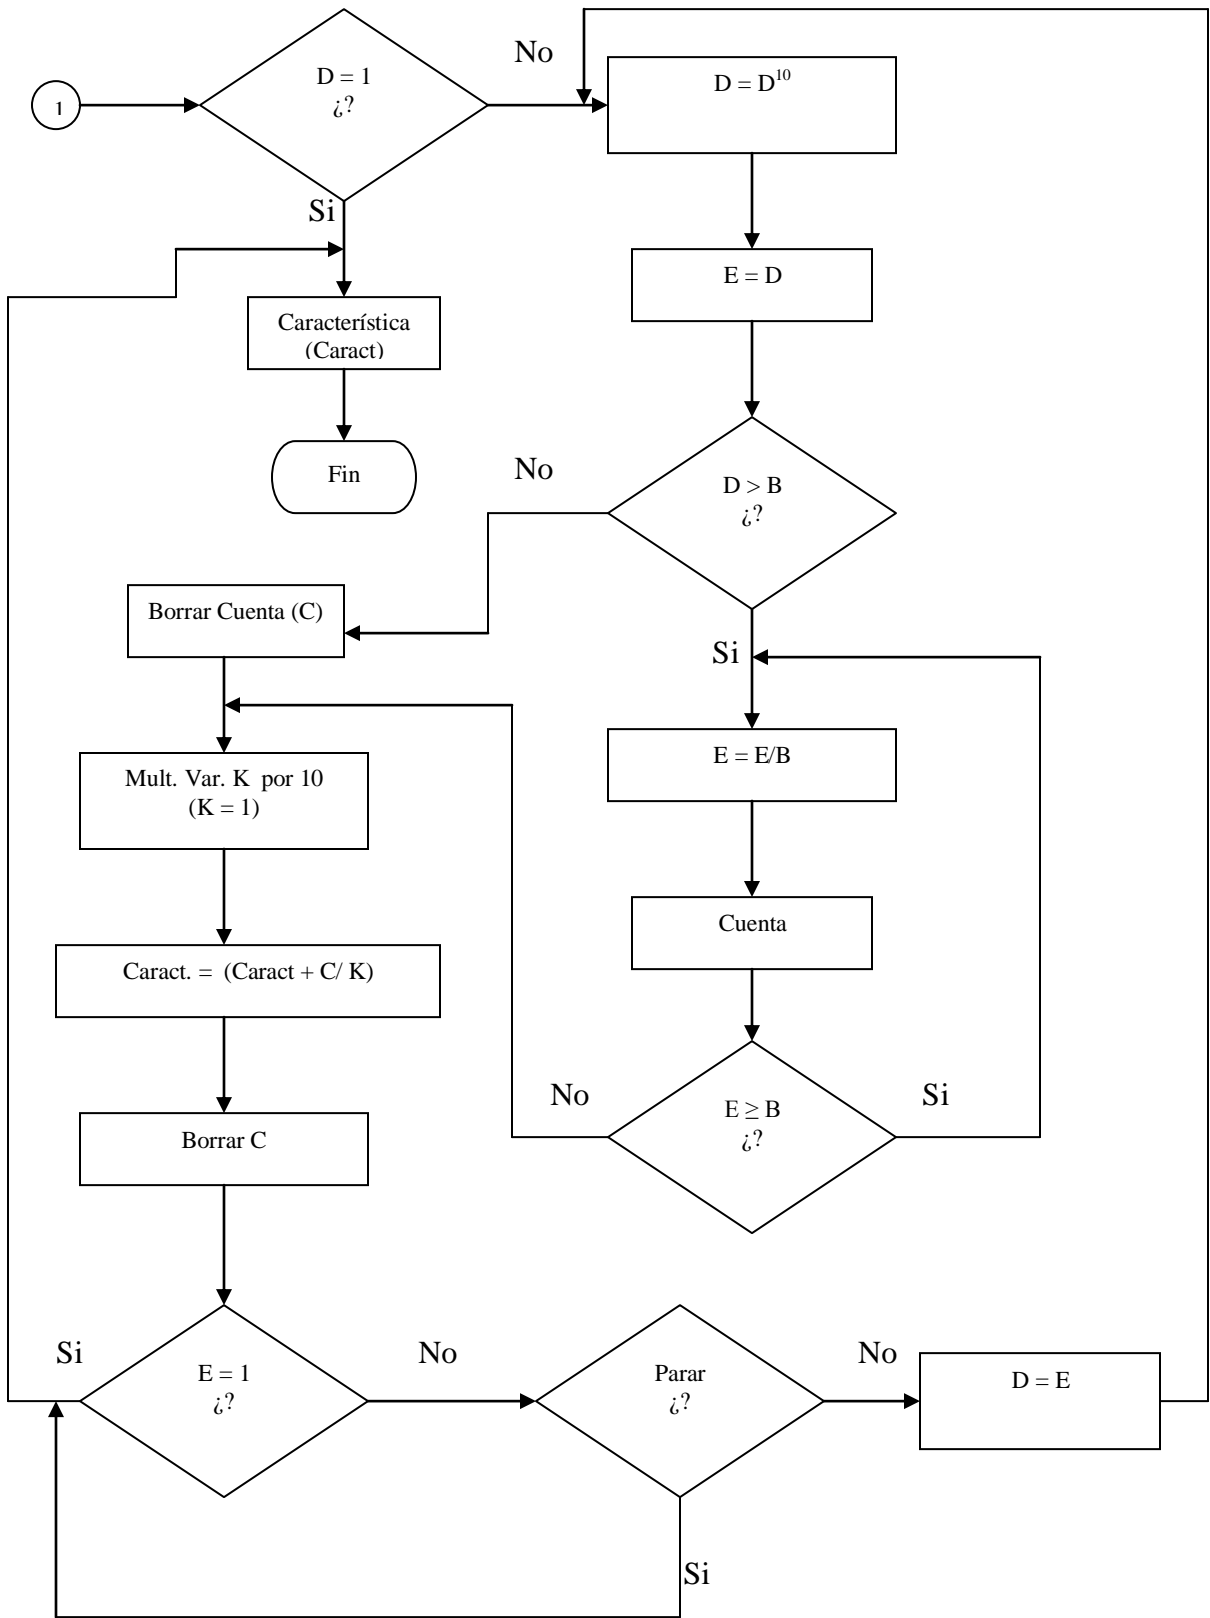 No
D = 1
¿?
D = D¹⁰
1
Si
E = D
Característica
(Caract)
Fin
No
D > B
¿?
Borrar Cuenta (C)
Si
E = E/B
Mult. Var. K por 10
(K = 1)
Cuenta
Caract. = (Caract + C/ K)
No
E ≥ B
¿?
Si
Borrar C
Si
E = 1
¿?
No
Parar
¿?
No
D = E
Si